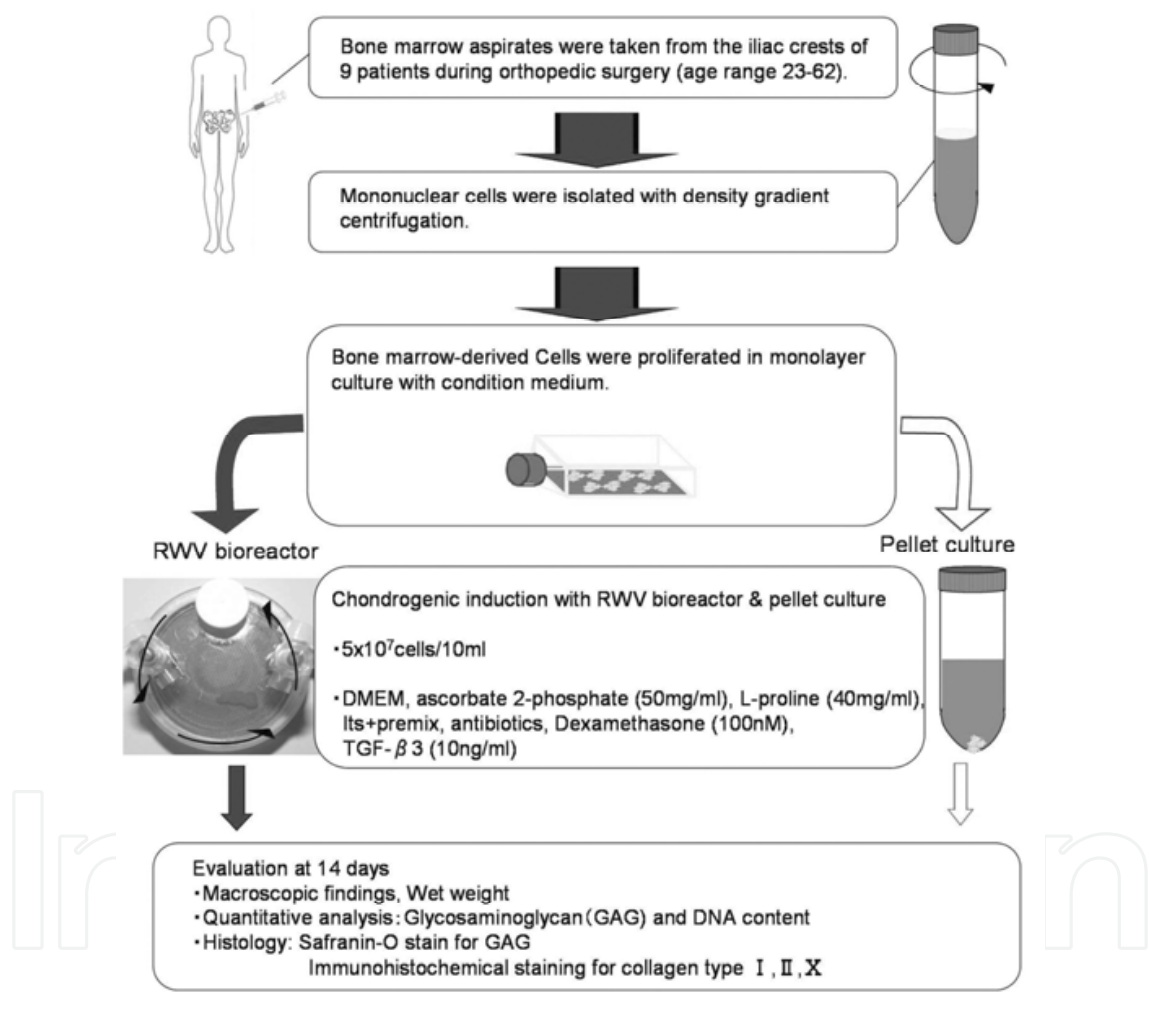 Bone marrow aspirates were taken from the iliac crests of
9 patients during orthopedic surgery (age range 23-62).
Mononuclear cells were isolated with density gradient
centrifugation.
Bone marrow-derived Cells were proliferated in monolayer
culture with condition medium.
RWV bioreactor
Pellet culture
Chondrogenic induction with RWV bioreactor & pellet culture
・5x10⁷cells/10ml
・DMEM, ascorbate 2-phosphate (50mg/ml), L-proline (40mg/ml),
Its+premix, antibiotics, Dexamethasone (100nM),
TGF-β3 (10ng/ml)
Evaluation at 14 days
・Macroscopic findings, Wet weight
・Quantitative analysis:Glycosaminoglycan(GAG) and DNA content
・Histology: Safranin-O stain for GAG
Immunohistochemical staining for collagen type Ⅰ,Ⅱ,Ⅹ